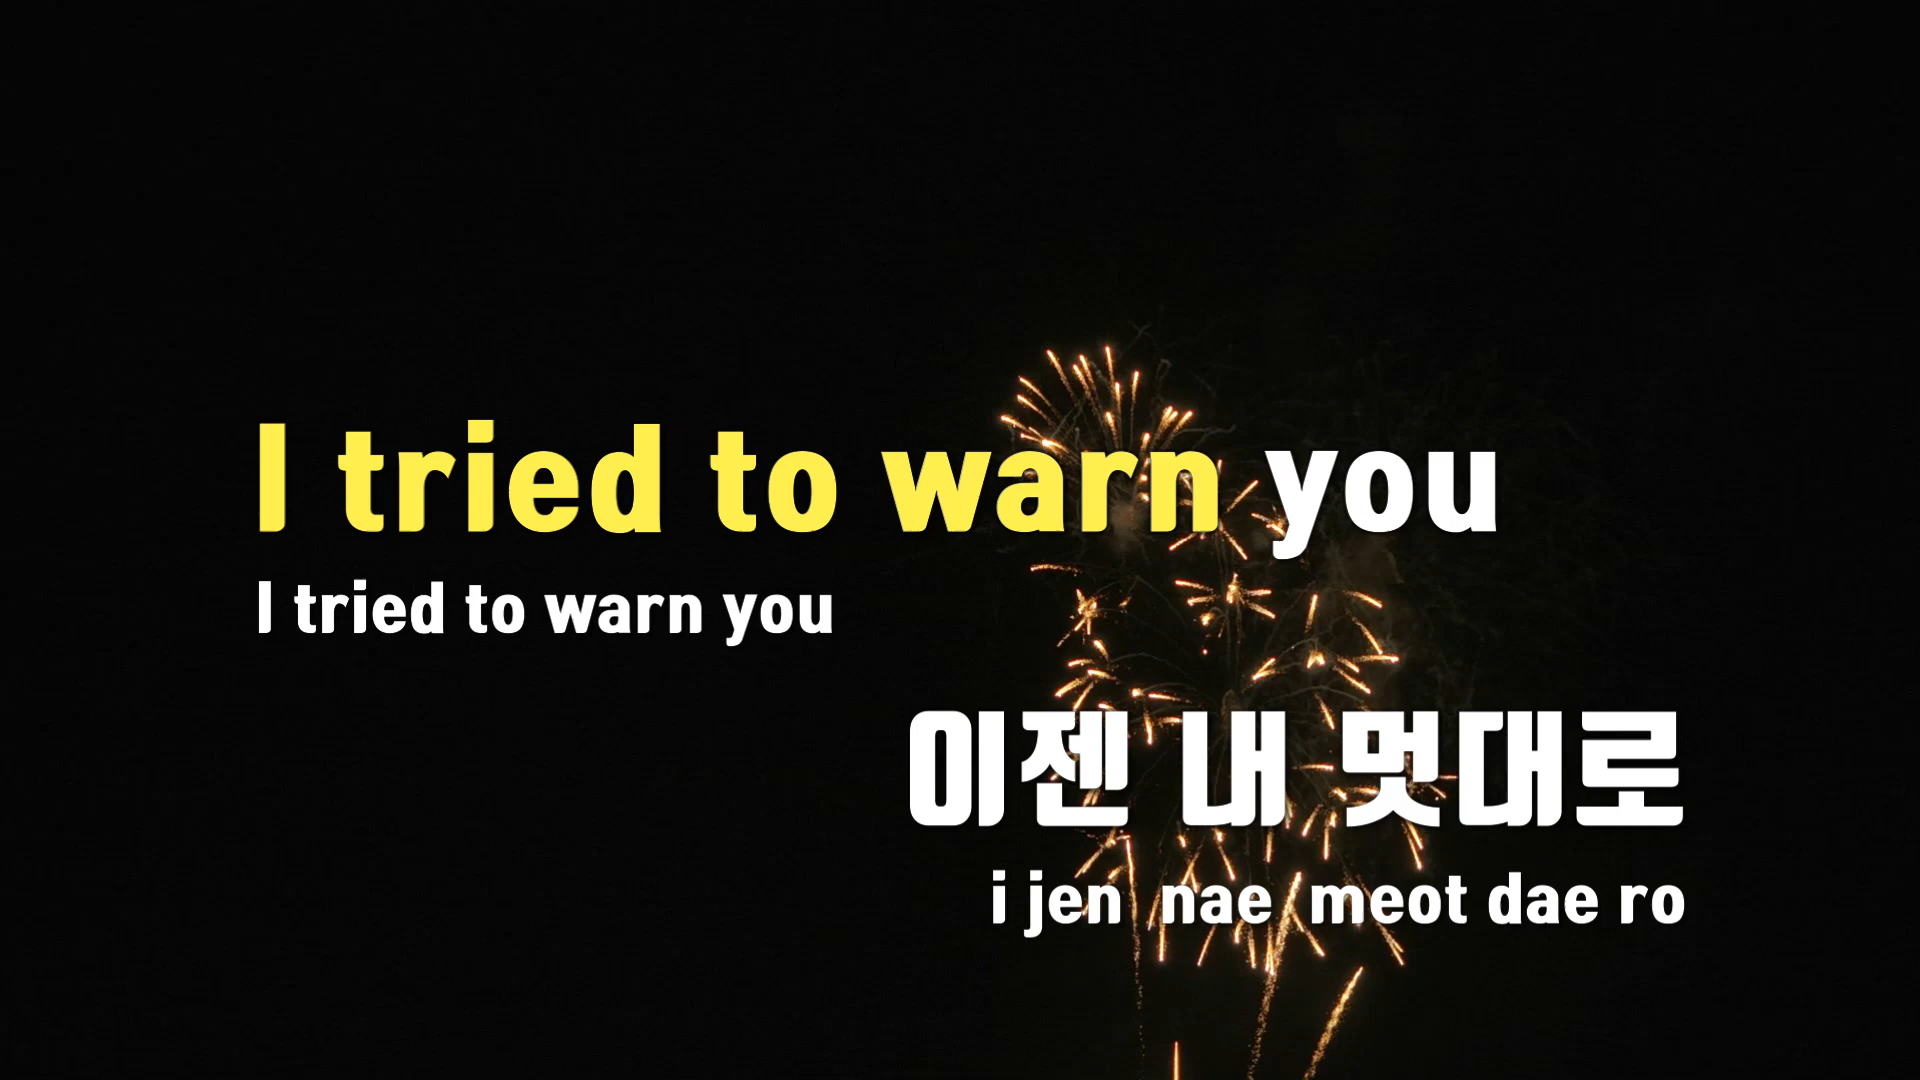 I tried to warn you
I tried to warn you
이젠 내 멋대로
i jen nae meot dae ro